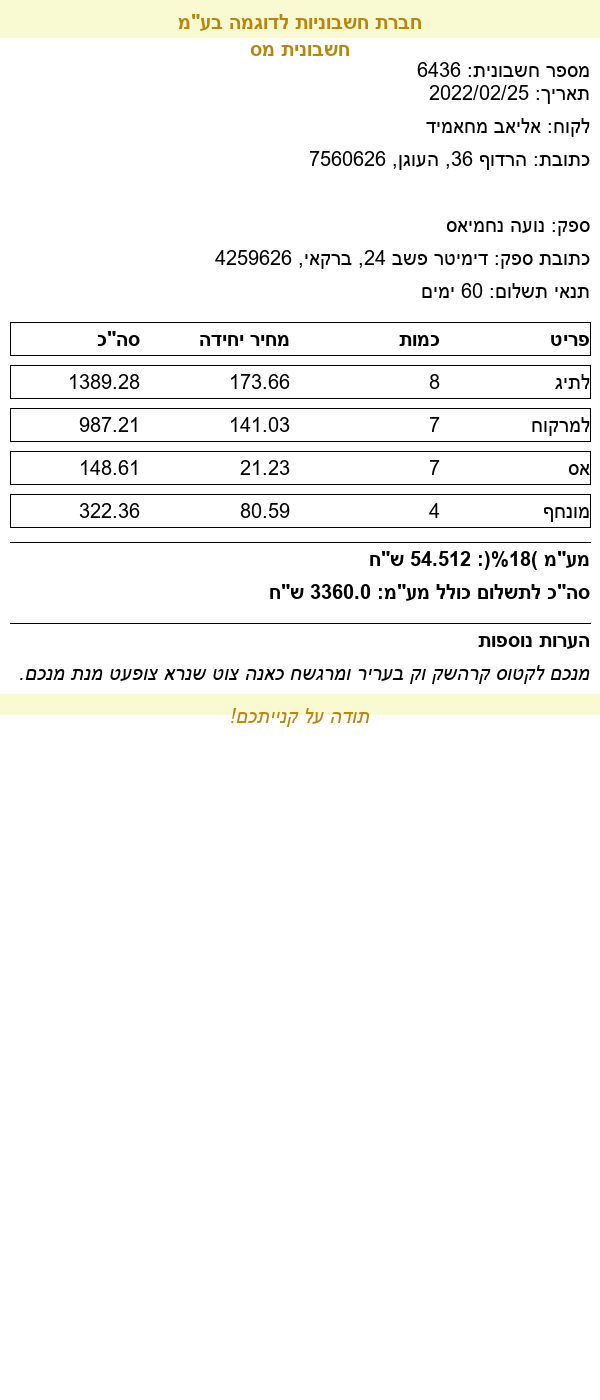 חברת חשבוניות לדוגמה בע"מ
חשבונית מס
מספר חשבונית: 6436
תאריך: 2022/02/25
לקוח: אליאב מחאמיד
כתובת: הרדוף 36, העוגן, 7560626
ספק: נועה נחמיאס
כתובת ספק: דימיטר פשב 24, ברקאי, 4259626
תנאי תשלום: 60 ימים
פריט כמות מחיר יחידה סה"כ
לתיג 8 173.66 1389.28
למרקוח 7 141.03 987.21
אס 7 21.23 148.61
מונחף 4 80.59 322.36
מע"מ )18%(: 54.512 ש"ח
סה"כ לתשלום כולל מע"מ: 3360.0 ש"ח
הערות נוספות
מנכם לקטוס קרהשק וק בעריר ומרגשח כאנה צוט שנרא צופעט מנת מנכם.
תודה על קנייתכם!